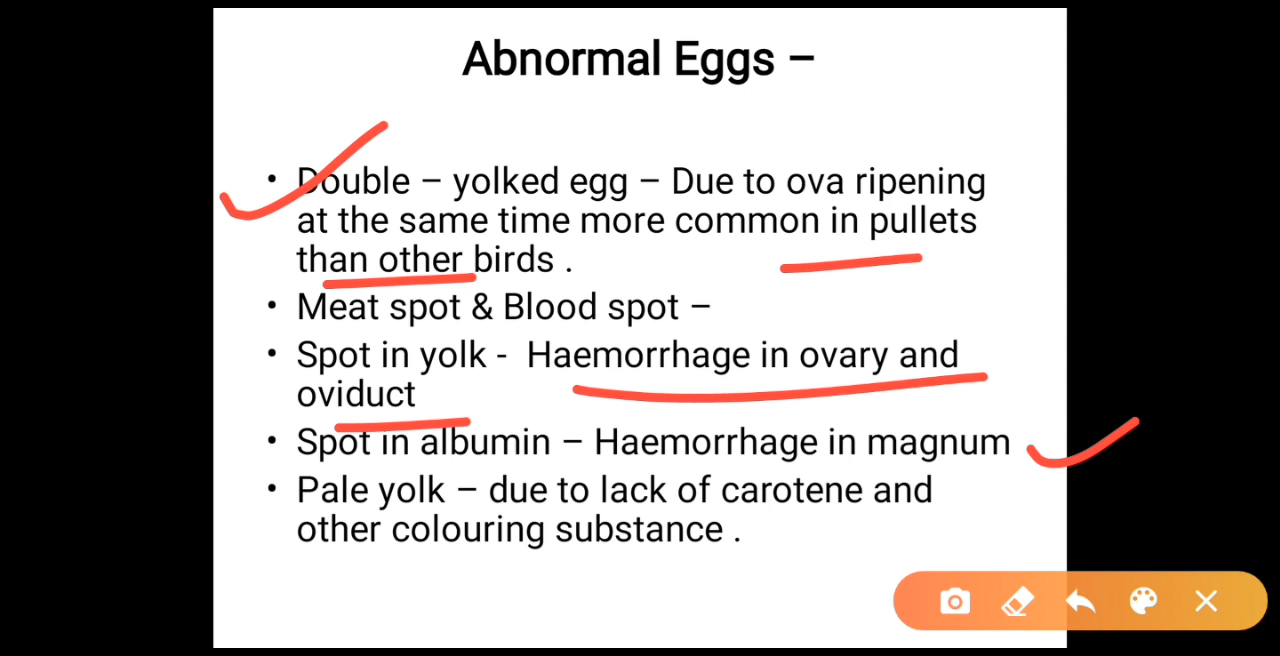 Abnormal Eggs –
• Double – yolked egg – Due to ova ripening
at the same time more common in pullets
than other birds .
• Meat spot & Blood spot –
• Spot in yolk - Haemorrhage in ovary and
oviduct
• Spot in albumin – Haemorrhage in magnum
• Pale yolk – due to lack of carotene and
other colouring substance .